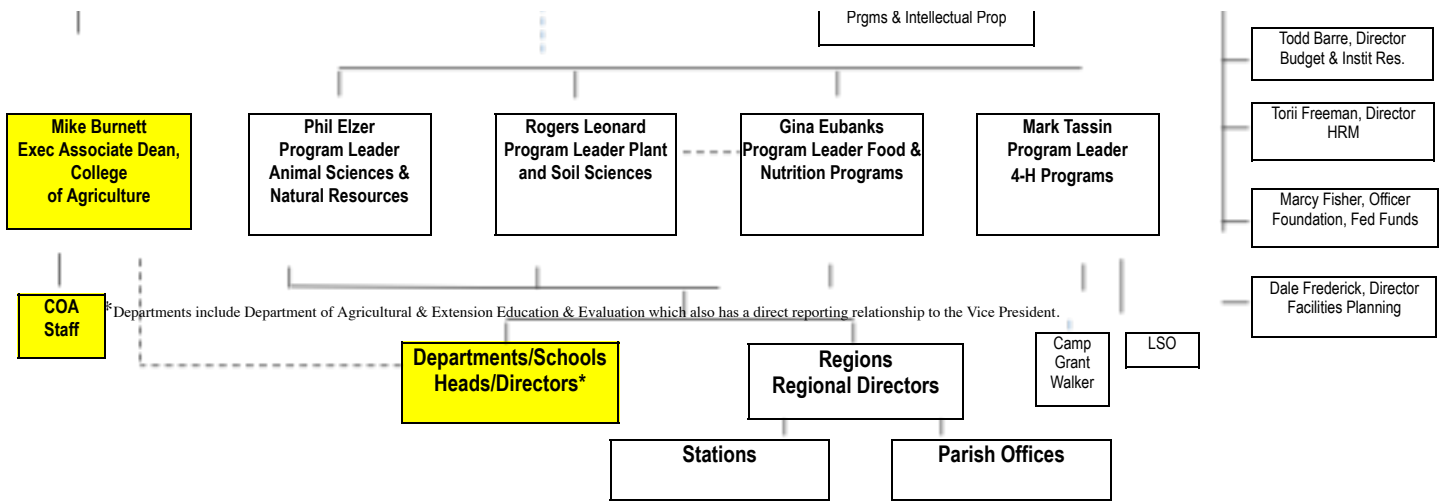 Prgms & Intellectual Prop
Todd Barre, Director
Budget & Instit Res.
Torii Freeman, Director
HRM
Marcy Fisher, Officer
Foundation, Fed Funds
Dale Frederick, Director
Facilities Planning
Mike Burnett
Exec Associate Dean,
College
of Agriculture
Phil Elzer
Program Leader
Animal Sciences &
Natural Resources
Rogers Leonard
Program Leader Plant
and Soil Sciences
Gina Eubanks
Program Leader Food &
Nutrition Programs
Mark Tassin
Program Leader
4-H Programs
COA
Staff
*Departments include Department of Agricultural & Extension Education & Evaluation which also has a direct reporting relationship to the Vice President.
Departments/Schools
Heads/Directors*
Regions
Regional Directors
Camp
Grant
Walker
LSO
Stations
Parish Offices